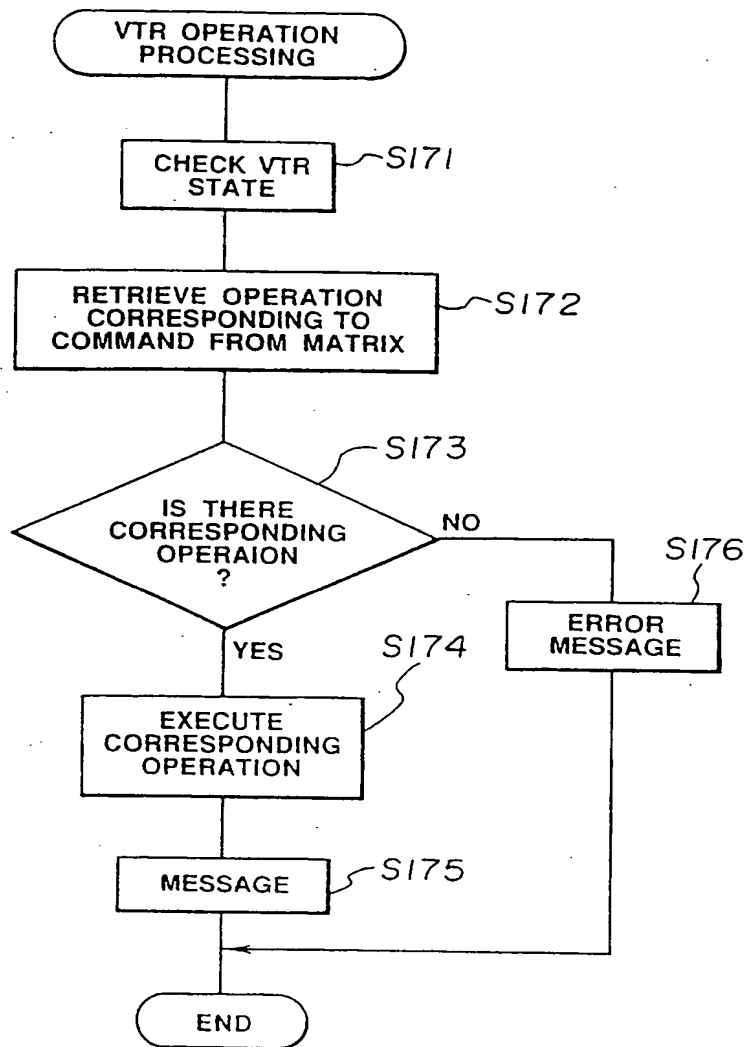 VTR OPERATION
PROCESSING
CHECK VTR
STATE
S171
RETRIEVE OPERATION
CORRESPONDING TO
COMMAND FROM MATRIX
S172
S173
IS THERE
CORRESPONDING
OPERAION
?
NO
S176
ERROR
MESSAGE
YES
S174
EXECUTE
CORRESPONDING
OPERATION
MESSAGE
S175
END